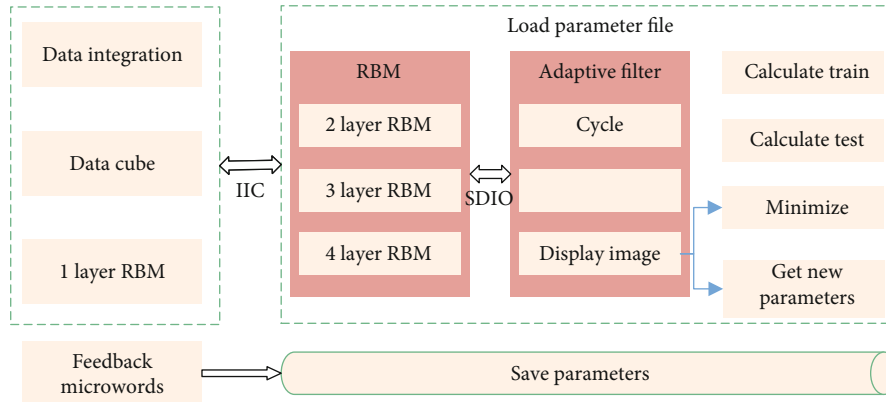 Load parameter file
Data integration
Data cube
1 layer RBM
IIC
RBM
2 layer RBM
3 layer RBM
4 layer RBM
SDIO
Adaptive filter
Cycle
Display image
Calculate train
Calculate test
Minimize
Get new
parameters
Feedback
microwords
Save parameters